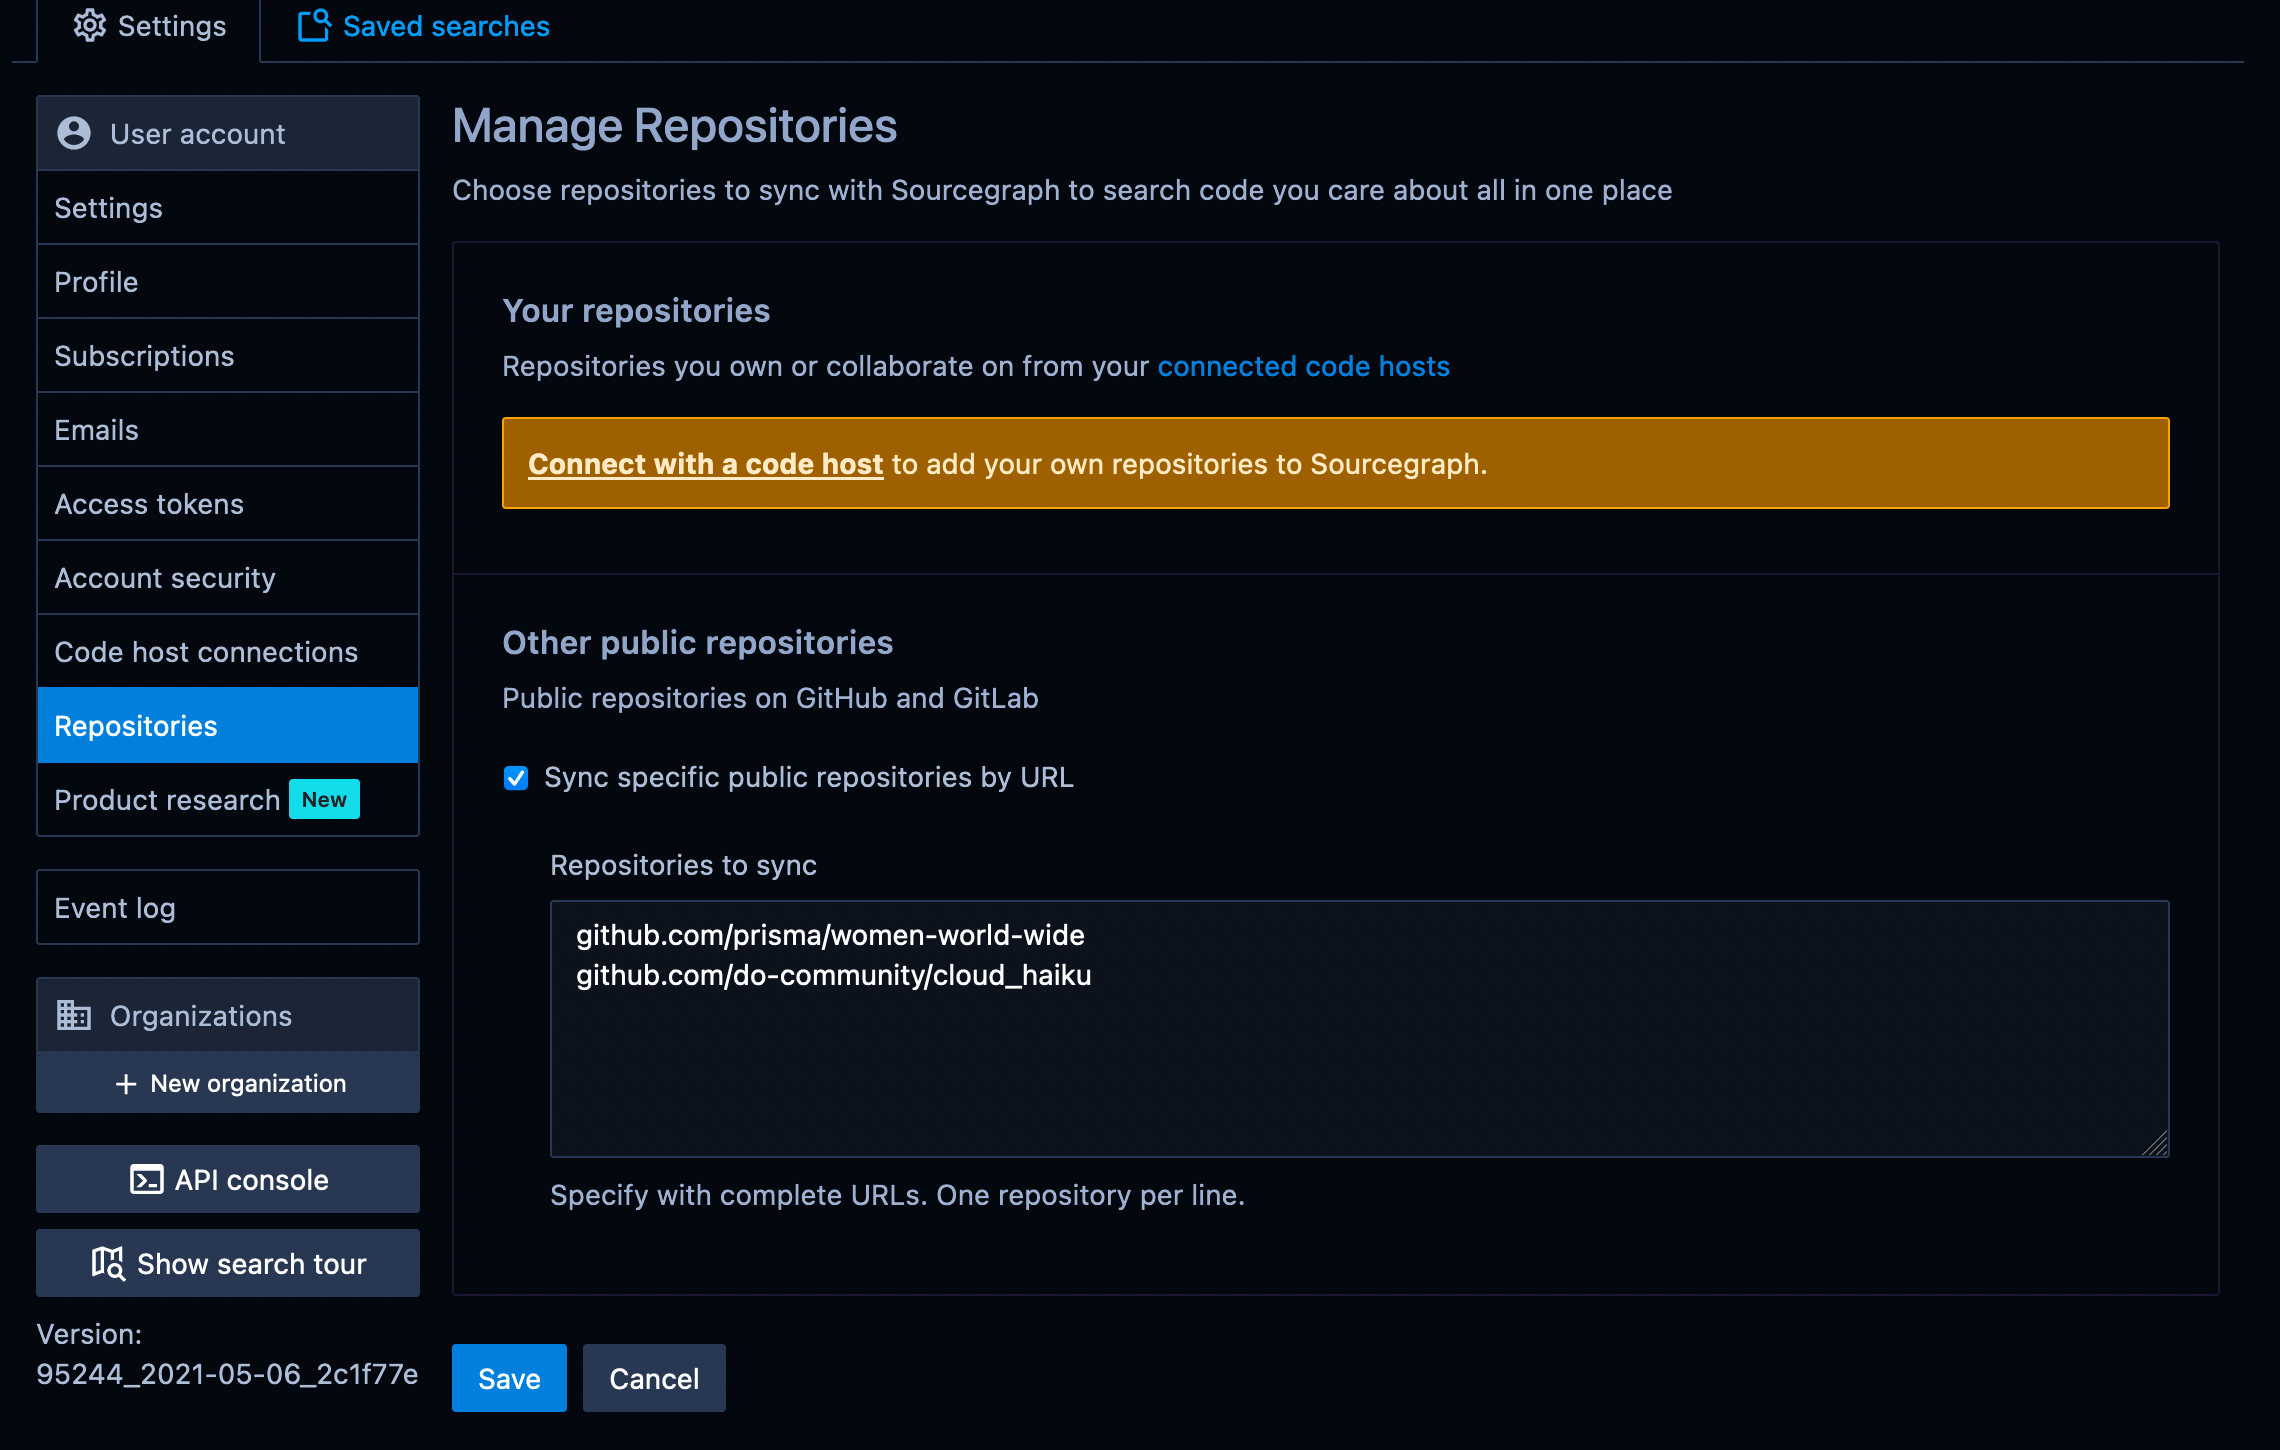 Settings
Saved searches
User account
Settings
Profile
Subscriptions
Emails
Access tokens
Account security
Code host connections
Repositories
Product research New
Event log
Organizations
+ New organization
API console
Show search tour
Version:
95244_2021-05-06_2c1f77e
Manage Repositories
Choose repositories to sync with Sourcegraph to search code you care about all in one place
Your repositories
Repositories you own or collaborate on from your connected code hosts
Connect with a code host to add your own repositories to Sourcegraph.
Other public repositories
Public repositories on GitHub and GitLab
Sync specific public repositories by URL
Repositories to sync
github.com/prisma/women-world-wide
github.com/do-community/cloud_haiku
Specify with complete URLs. One repository per line.
Save
Cancel